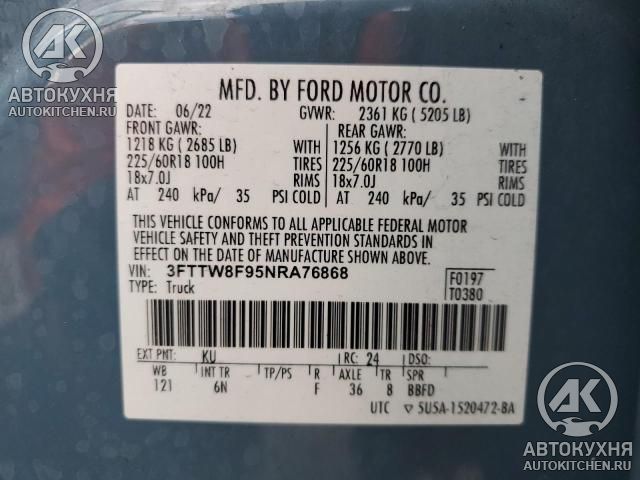 АВТОКУХНЯ
AUTOKITCHEN.RU
MFD. BY FORD MOTOR CO.
DATE: 06/22 GVWR: 2361 KG ( 5205 LB)
FRONT GAWR: REAR GAWR:
1218 KG ( 2685 LB) WITH 1256 KG ( 2770 LB) WITH
225/60R18 100H TIRES 225/60R18 100H TIRES
18x7.0J RIMS 18x7.0J RIMS
AT 240 kPa/ 35 PSI COLD AT 240 kPa/ 35 PSI COLD
THIS VEHICLE CONFORMS TO ALL APPLICABLE FEDERAL MOTOR
VEHICLE SAFETY AND THEFT PREVENTION STANDARDS IN
EFFECT ON THE DATE OF MANUFACTURE SHOWN ABOVE.
VIN: 3FTTW8F95NRA76868 F0197
TYPE: Truck T0380
EXT PNT: KU RC: 24 DSO:
WB INT TR TP/PS R AXLE TR SPR
121 6N F 36 8 BBFD
UTC ▽ 5U5A-1520472-BA
АК
АВТОКУХНЯ
AUTOKITCHEN.RU